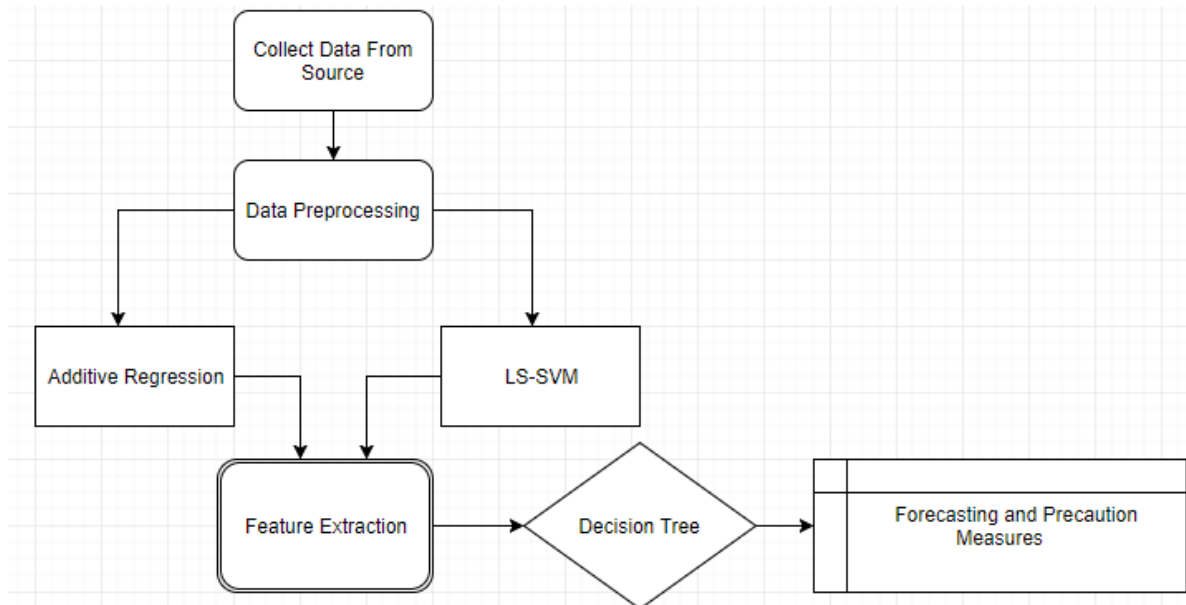 Collect Data From
Source
Data Preprocessing
Additive Regression
LS-SVM
Feature Extraction
Decision Tree
Forecasting and Precaution
Measures